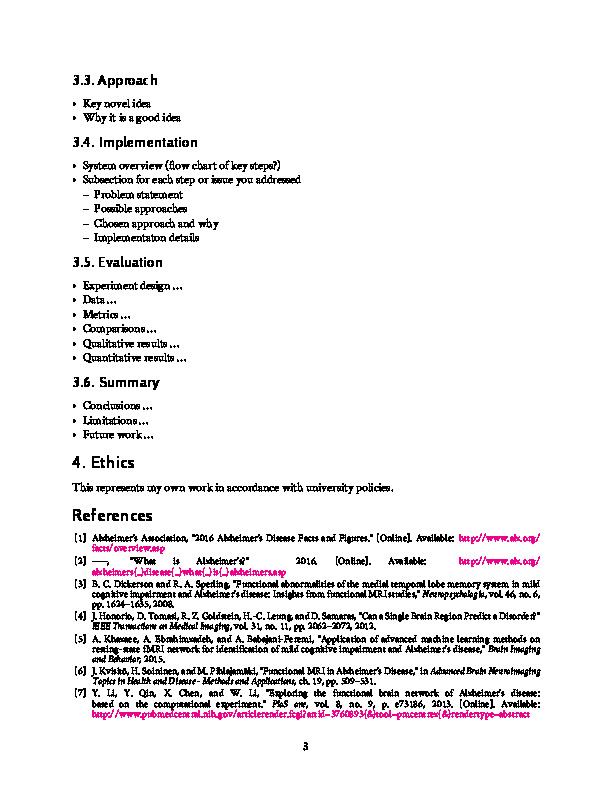 3.3. Approach
• Key novel idea
• Why it is a good idea
3.4. Implementation
• System overview (flow chart of key steps?)
• Subsection for each step or issue you addressed
– Problem statement
– Possible approaches
– Chosen approach and why
– Implementaton details
3.5. Evaluation
• Experiment design ...
• Data ...
• Metrics ...
• Comparisons ...
• Qualitative results ...
• Quantitative results ...
3.6. Summary
• Conclusions ...
• Limitations ...
• Future work ...
4. Ethics
This represents my own work in accordance with university policies.
References
[1] Alzheimer's Association, "2016 Alzheimer's Disease Facts and Figures." [Online]. Available: http://www.alz.org/
facts/overview.asp
[2] ——, "What is Alzheimer's?" 2016. [Online]. Available: http://www.alz.org/
alzheimers{_}disease{_}what{_}is{_}alzheimers.asp
[3] B. C. Dickerson and R. A. Sperling, "Functional abnormalities of the medial temporal lobe memory system in mild
cognitive impairment and Alzheimer's disease: Insights from functional MRI studies," Neuropsychologia, vol. 46, no. 6,
pp. 1624–1635, 2008.
[4] J. Honorio, D. Tomasi, R. Z. Goldstein, H.-C. Leung, and D. Samaras, "Can a Single Brain Region Predict a Disorder?"
IEEE Transactions on Medical Imaging, vol. 31, no. 11, pp. 2062–2072, 2012.
[5] A. Khazaee, A. Ebrahimzadeh, and A. Babajani-Feremi, "Application of advanced machine learning methods on
resting-state fMRI network for identification of mild cognitive impairment and Alzheimer's disease," Brain Imaging
and Behavior, 2015.
[6] J. Kvisko, H. Soininen, and M. Pihlajamäki, "Functional MRI in Alzheimer's Disease," in Advanced Brain Neuroimaging
Topics in Health and Disease - Methods and Applications, ch. 19, pp. 509–531.
[7] Y. Li, Y. Qin, X. Chen, and W. Li, "Exploring the functional brain network of Alzheimer's disease:
based on the computational experiment." PloS one, vol. 8, no. 9, p. e73186, 2013. [Online]. Available:
http://www.pubmedcentral.nih.gov/articlerender.fcgi?artid=3760893{&}tool=pmcentrez{&}rendertype=abstract
3